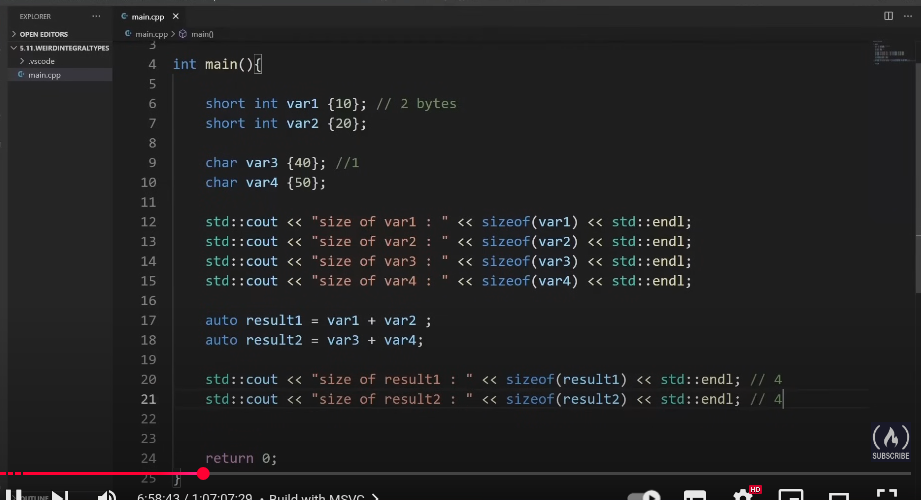 EXPLORER
main.cpp
OPEN EDITORS
5.11.WEIRDINTEGRALTYPES
.vscode
main.cpp
main.cpp > main()
3
4 int main(){
5
6 short int var1 {10}; // 2 bytes
7 short int var2 {20};
8
9 char var3 {40}; //1
10 char var4 {50};
11
12 std::cout << "size of var1 : " << sizeof(var1) << std::endl;
13 std::cout << "size of var2 : " << sizeof(var2) << std::endl;
14 std::cout << "size of var3 : " << sizeof(var3) << std::endl;
15 std::cout << "size of var4 : " << sizeof(var4) << std::endl;
16
17 auto result1 = var1 + var2 ;
18 auto result2 = var3 + var4;
19
20 std::cout << "size of result1 : " << sizeof(result1) << std::endl; // 4
21 std::cout << "size of result2 : " << sizeof(result2) << std::endl; // 4
22
23
24 return 0;
25 }
SUBSCRIBE
OUTLINE
6:58:43 / 1:07:07:29 • Build with MSVC >
HD